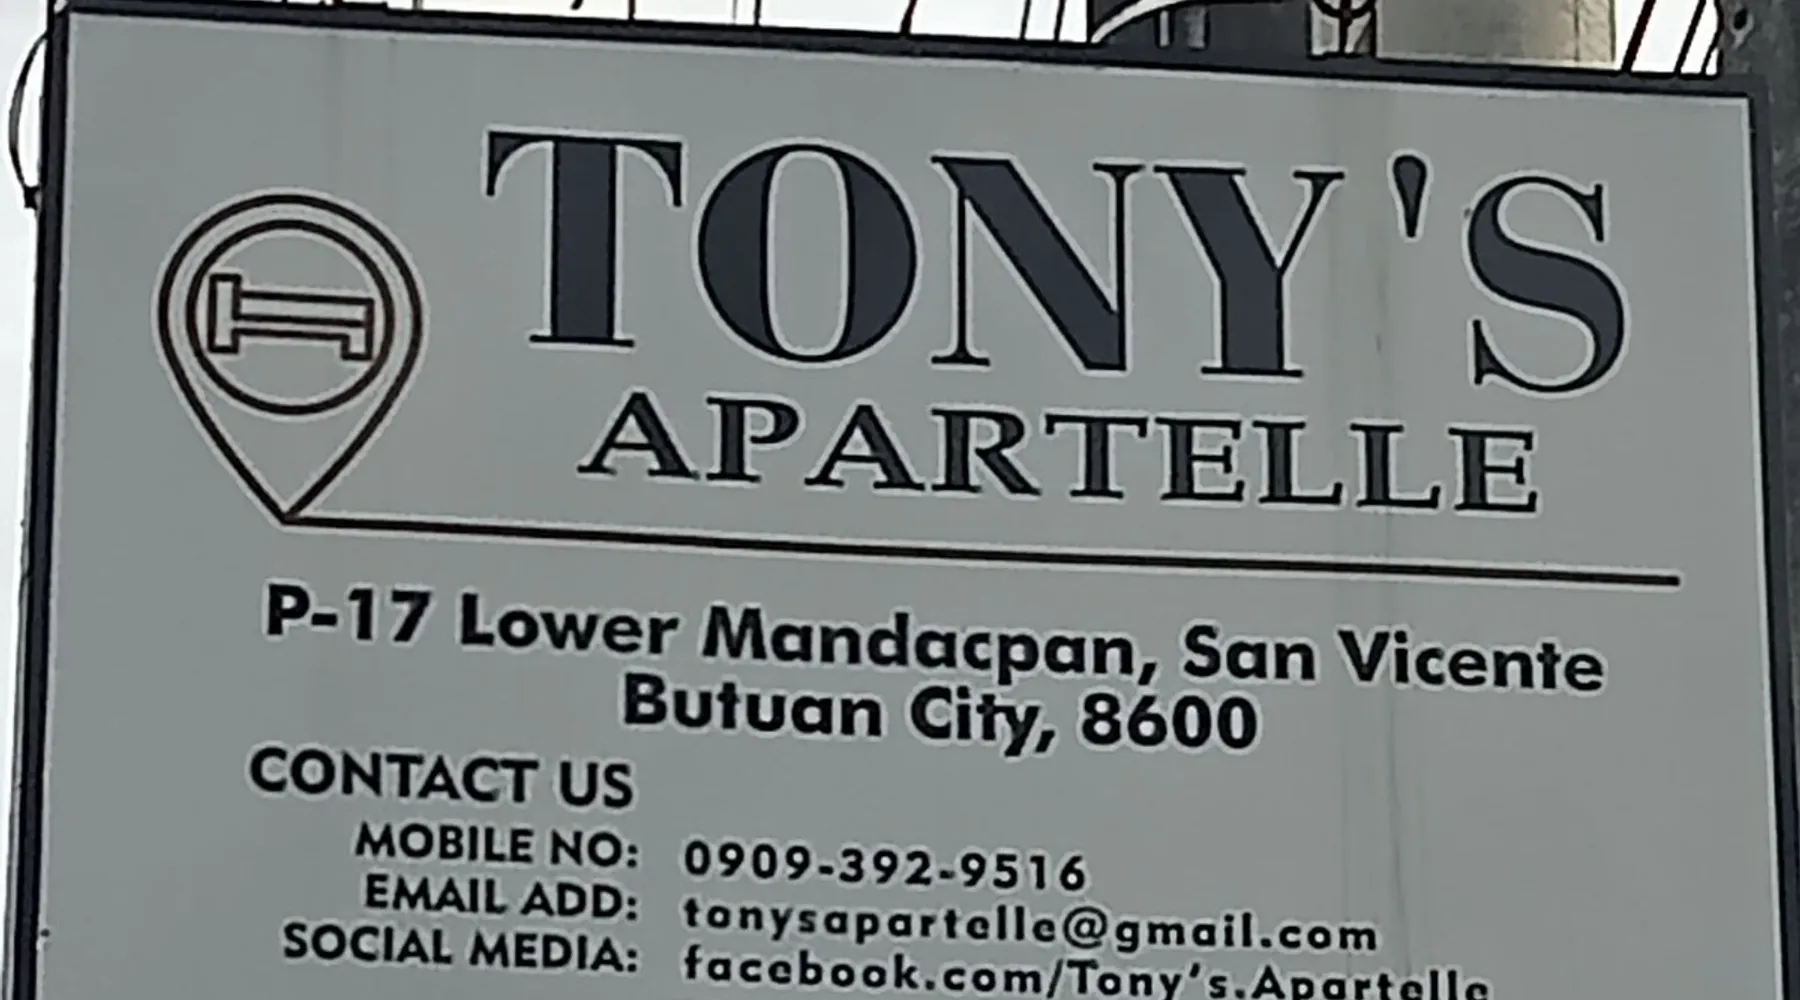 TONY'S
APARTELLE
P-17 Lower Mandacpan, San Vicente
Butuan City, 8600
CONTACT US
MOBILE NO: 0909-392-9516
EMAIL ADD: tonysapartelle@gmail.com
SOCIAL MEDIA: facebook.com/Tony's.Apartelle